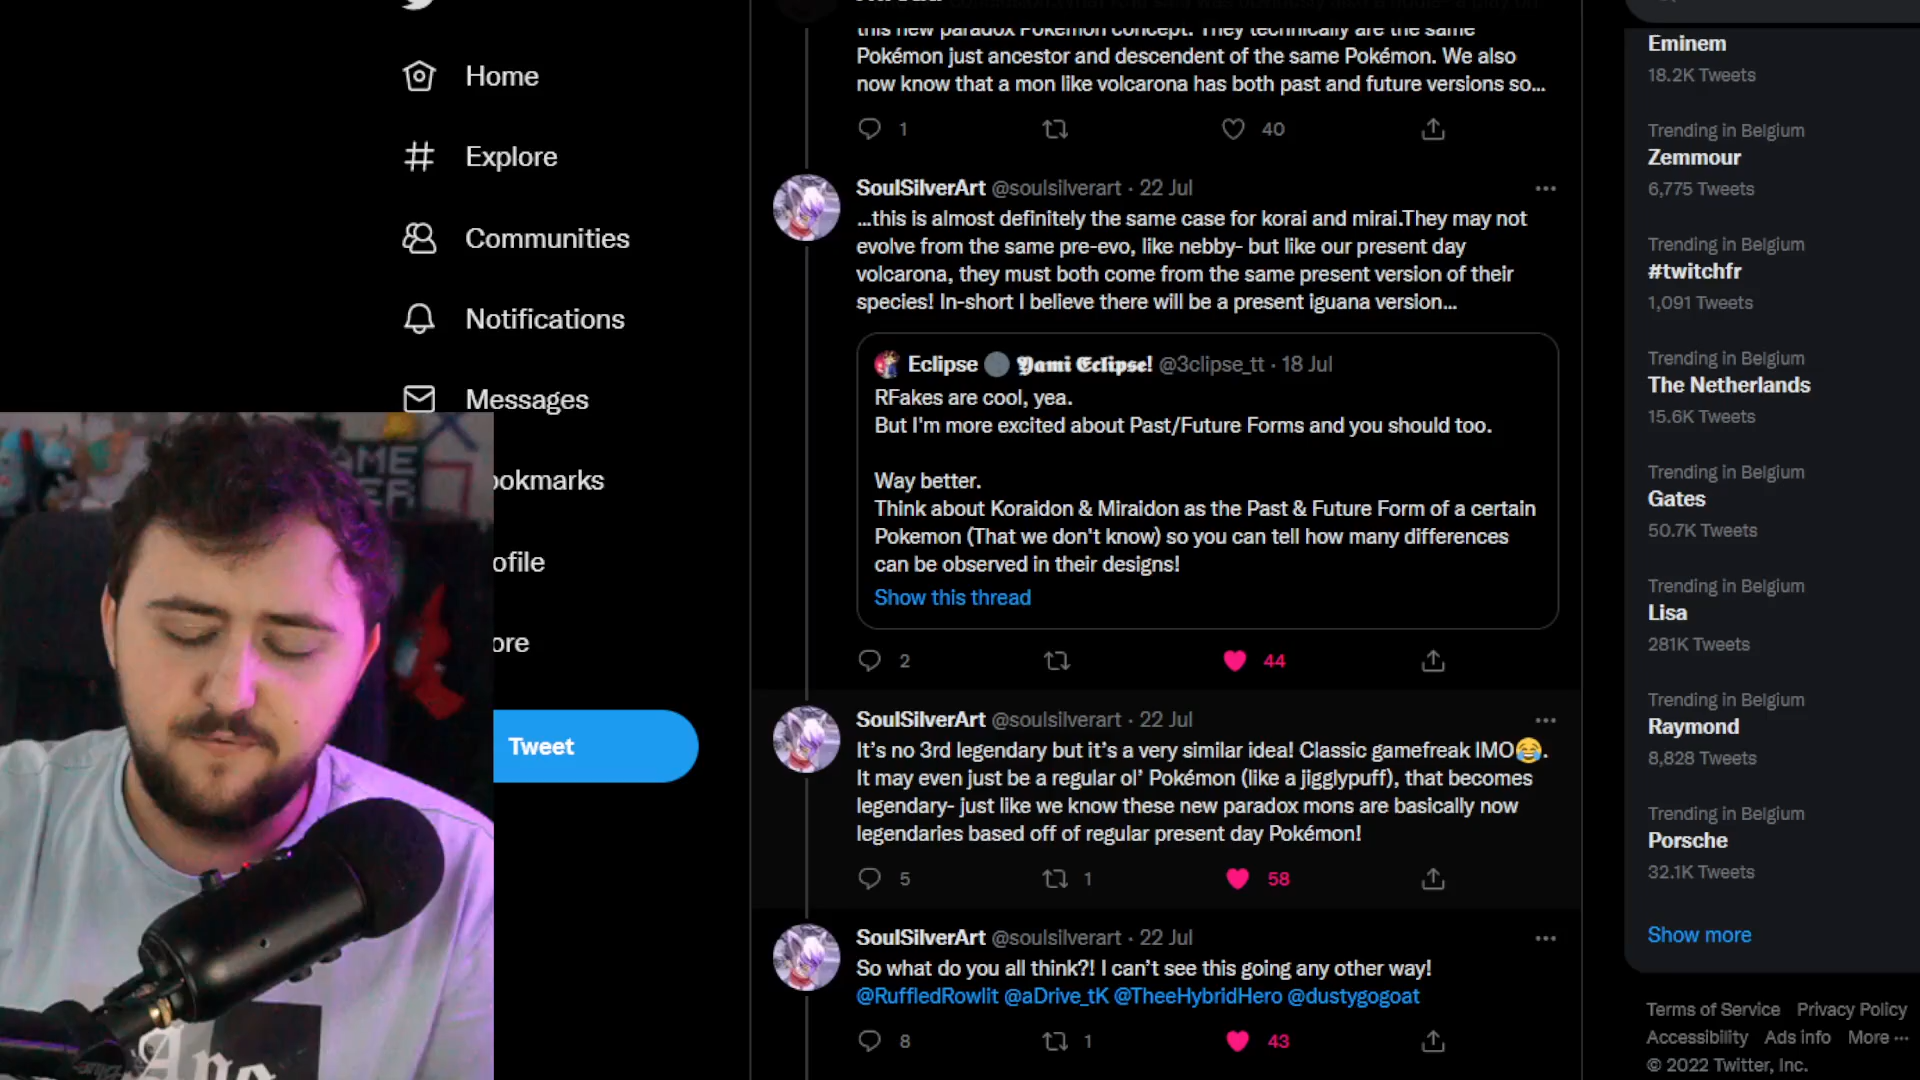 Home
Explore
Communities
Notifications
Messages
ookmarks
ofile
ore
Tweet
this new paradox Pokémon concept. They technically are the same
Pokémon just ancestor and descendent of the same Pokémon. We also
now know that a mon like volcarona has both past and future versions so...
1
40
SoulSilverArt @soulsilverart · 22 Jul
...this is almost definitely the same case for korai and mirai.They may not
evolve from the same pre-evo, like nebby- but like our present day
volcarona, they must both come from the same present version of their
species! In-short I believe there will be a present iguana version...
Eclipse 𝖄𝖆𝖒𝖎 𝕰𝖈𝖑𝖎𝖕𝖘𝖊! @3clipse_tt · 18 Jul
RFakes are cool, yea.
But I'm more excited about Past/Future Forms and you should too.
Way better.
Think about Koraidon & Miraidon as the Past & Future Form of a certain
Pokemon (That we don't know) so you can tell how many differences
can be observed in their designs!
Show this thread
2
44
SoulSilverArt @soulsilverart · 22 Jul
It's no 3rd legendary but it's a very similar idea! Classic gamefreak IMO😂.
It may even just be a regular ol' Pokémon (like a jigglypuff), that becomes
legendary- just like we know these new paradox mons are basically now
legendaries based off of regular present day Pokémon!
5
1
58
SoulSilverArt @soulsilverart · 22 Jul
So what do you all think?! I can't see this going any other way!
@RuffledRowlit @aDrive_tK @TheeHybridHero @dustygogoat
8
1
43
Eminem
18.2K Tweets
Trending in Belgium
Zemmour
6,775 Tweets
Trending in Belgium
#twitchfr
1,091 Tweets
Trending in Belgium
The Netherlands
15.6K Tweets
Trending in Belgium
Gates
50.7K Tweets
Trending in Belgium
Lisa
281K Tweets
Trending in Belgium
Raymond
8,828 Tweets
Trending in Belgium
Porsche
32.1K Tweets
Show more
Terms of Service Privacy Policy
Accessibility Ads info More ···
© 2022 Twitter, Inc.